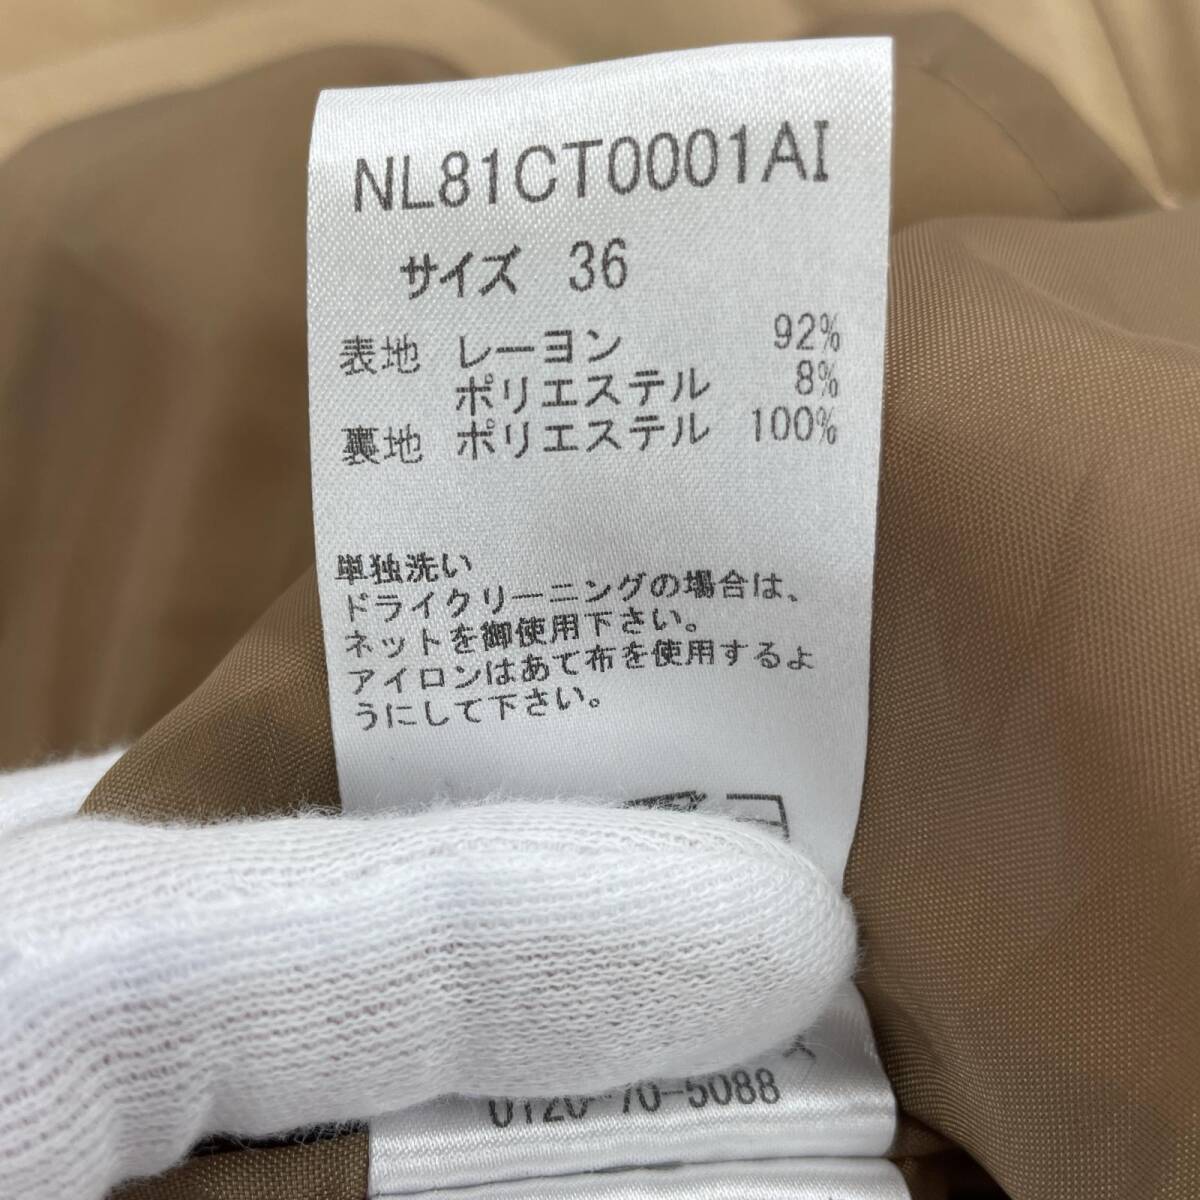 NL81CT0001AI
サイズ 36
表地 レーヨン 92%
ポリエステル 8%
裏地 ポリエステル 100%
単独洗い
ドライクリーニングの場合は、
ネットを御使用下さい。
アイロンはあて布を使用するよ
うにして下さい。
0120-70-5088